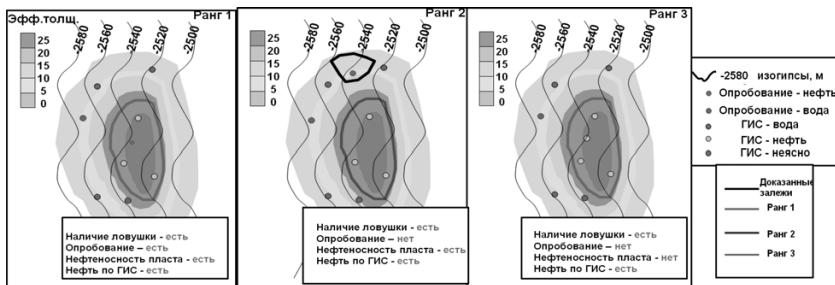 Эфф.толщ.
Ранг 1
-2580
-2560
-2540
-2520
-2500
25
20
15
10
5
0
Наличие ловушки - есть
Опробование – есть
Нефтеносность пласта - есть
Нефть по ГИС - есть
Ранг 2
-2580
-2560
-2540
-2520
-2500
25
20
15
10
5
0
Наличие ловушки - есть
Опробование – нет
Нефтеносность пласта - есть
Нефть по ГИС - есть
Ранг 3
-2580
-2560
-2540
-2520
-2500
25
20
15
10
5
0
Наличие ловушки - есть
Опробование – нет
Нефтеносность пласта - нет
Нефть по ГИС - есть
-2580 изогипсы, м
Опробование - нефть
Опробование - вода
ГИС - вода
ГИС - нефть
ГИС - неясно
Доказанные
залежи
Ранг 1
Ранг 2
Ранг 3